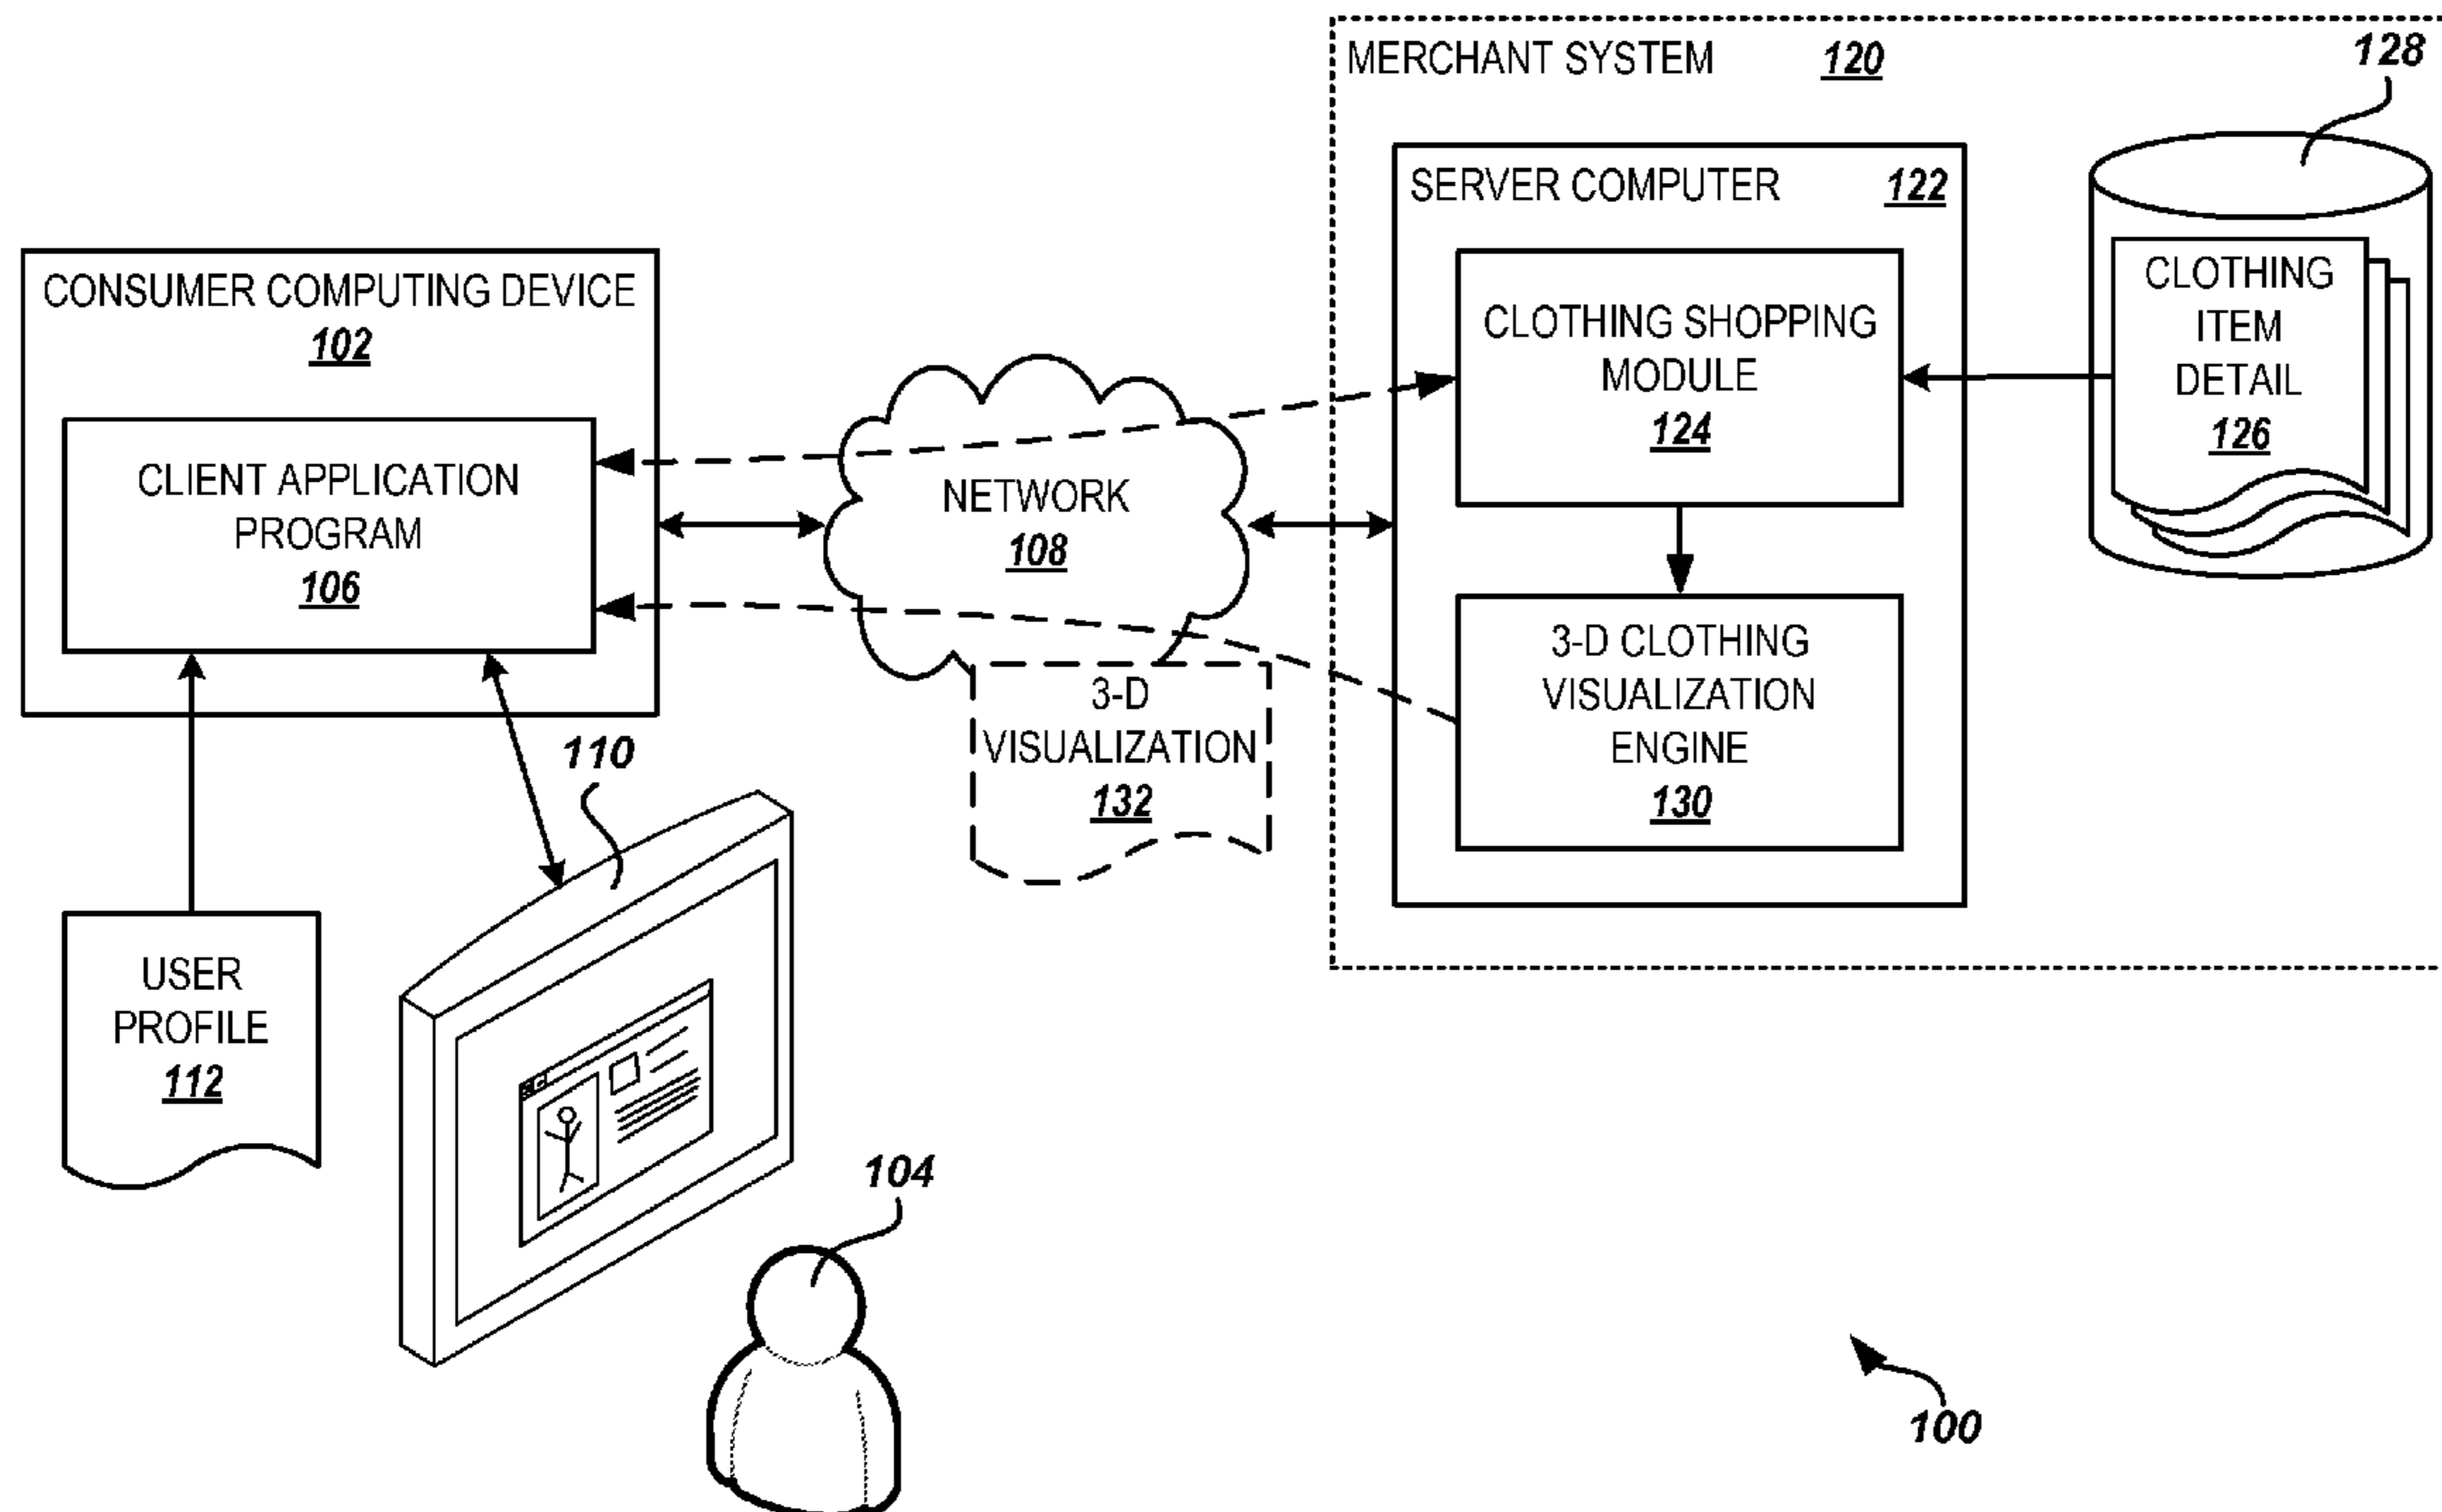 MERCHANT SYSTEM 120
128
SERVER COMPUTER 122
CONSUMER COMPUTING DEVICE
102
CLIENT APPLICATION
PROGRAM
106
NETWORK
108
CLOTHING SHOPPING
MODULE
124
CLOTHING
ITEM
DETAIL
126
3-D CLOTHING
VISUALIZATION
ENGINE
130
3-D
VISUALIZATION
132
110
USER
PROFILE
112
104
100